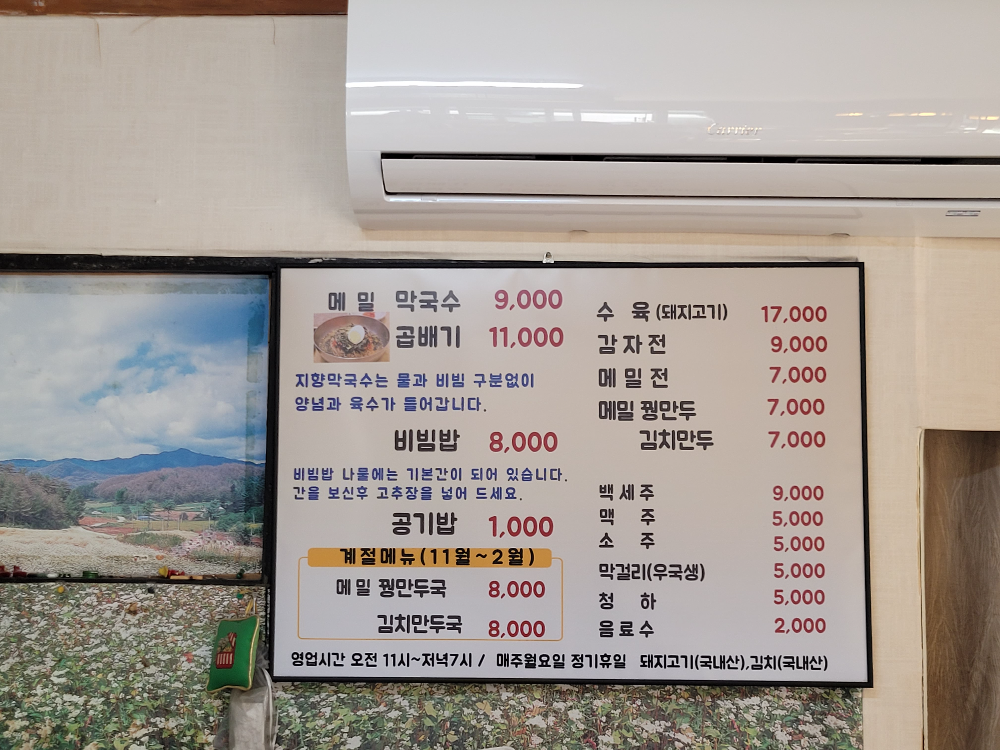 Carrier
메밀 막국수 9,000
곱배기 11,000
지향막국수는 물과 비빔 구분없이
양념과 육수가 들어갑니다.
비빔밥 8,000
비빔밥 나물에는 기본간이 되어 있습니다.
간을 보신후 고추장을 넣어 드세요.
공기밥 1,000
계절메뉴(11월~2월)
메밀 꿩만두국 8,000
김치만두국 8,000
수 육 (돼지고기) 17,000
감자전 9,000
메밀전 7,000
메밀 꿩만두 7,000
김치만두 7,000
백세주 9,000
맥 주 5,000
소 주 5,000
막걸리(우국생) 5,000
청 하 5,000
음료수 2,000
영업시간 오전 11시~저녁7시 / 매주월요일 정기휴일 돼지고기(국내산),김치(국내산)